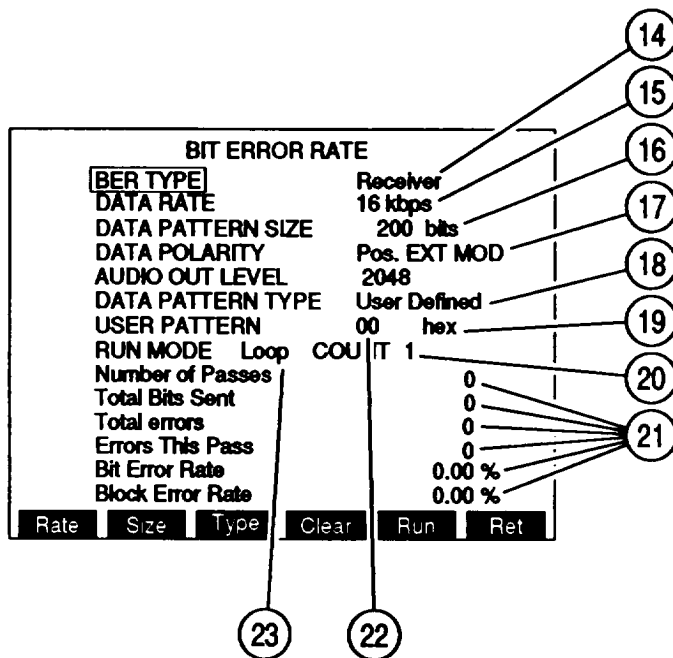 14
15
16
17
18
19
20
21
BIT ERROR RATE
BER TYPE Receiver
DATA RATE 16 kbps
DATA PATTERN SIZE 200 bits
DATA POLARITY Pos. EXT MOD
AUDIO OUT LEVEL 2048
DATA PATTERN TYPE User Defined
USER PATTERN 00 hex
RUN MODE Loop COU IT 1
Number of Passes 0
Total Bits Sent 0
Total errors 0
Errors This Pass 0
Bit Error Rate 0.00 %
Block Error Rate 0.00 %
Rate Size Type Clear Run Ret
23 22